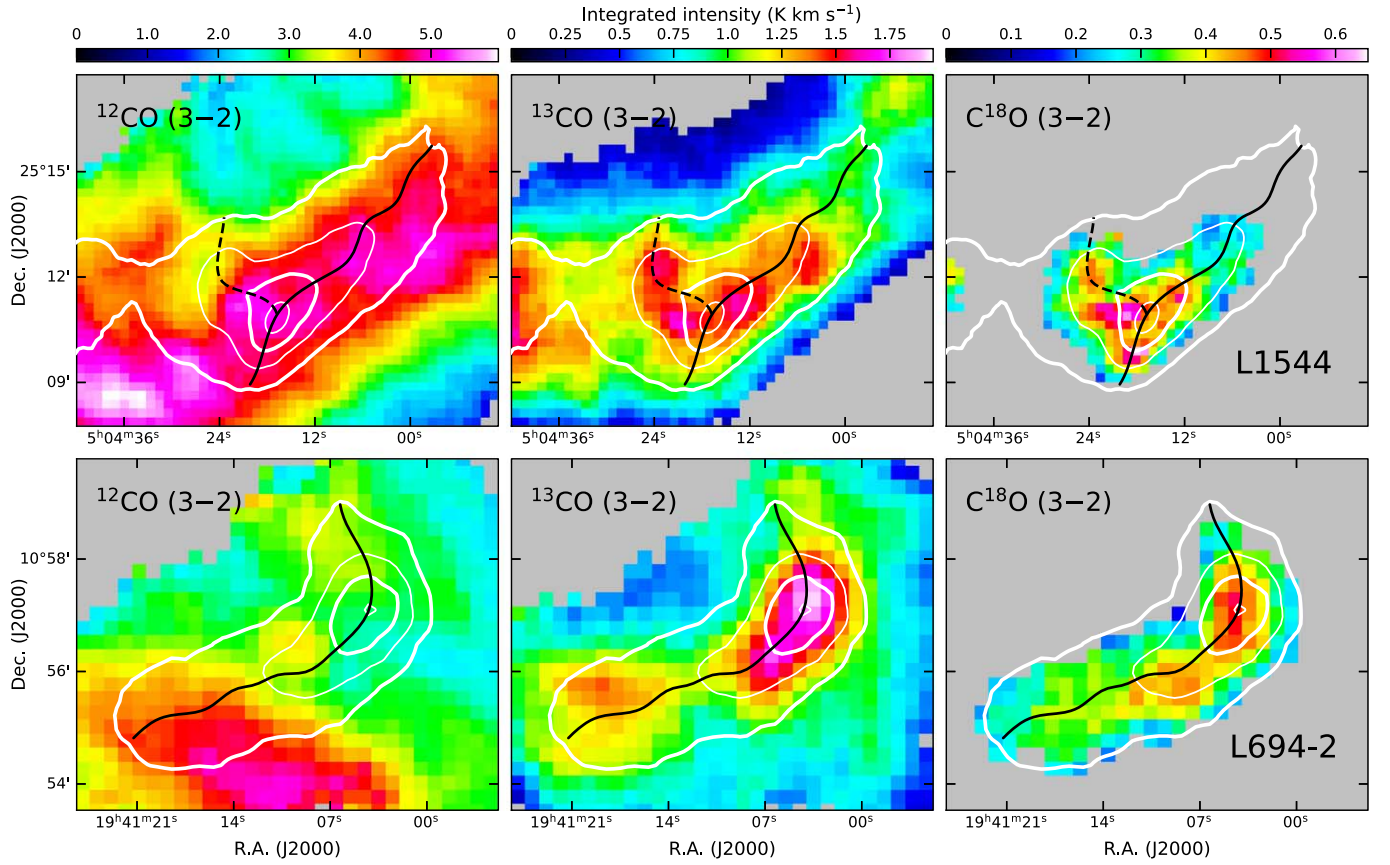 Integrated intensity (K km s⁻¹)
0 1.0 2.0 3.0 4.0 5.0
0 0.25 0.5 0.75 1.0 1.25 1.5 1.75
0 0.1 0.2 0.3 0.4 0.5 0.6
¹²CO (3−2)
¹³CO (3−2)
C¹⁸O (3−2)
Dec. (J2000)
25°15'
12'
09'
L1544
5ʰ04ᵐ36ˢ 24ˢ 12ˢ 00ˢ
5ʰ04ᵐ36ˢ 24ˢ 12ˢ 00ˢ
5ʰ04ᵐ36ˢ 24ˢ 12ˢ 00ˢ
¹²CO (3−2)
¹³CO (3−2)
C¹⁸O (3−2)
Dec. (J2000)
10°58'
56'
54'
L694-2
19ʰ41ᵐ21ˢ 14ˢ 07ˢ 00ˢ
19ʰ41ᵐ21ˢ 14ˢ 07ˢ 00ˢ
19ʰ41ᵐ21ˢ 14ˢ 07ˢ 00ˢ
R.A. (J2000)
R.A. (J2000)
R.A. (J2000)